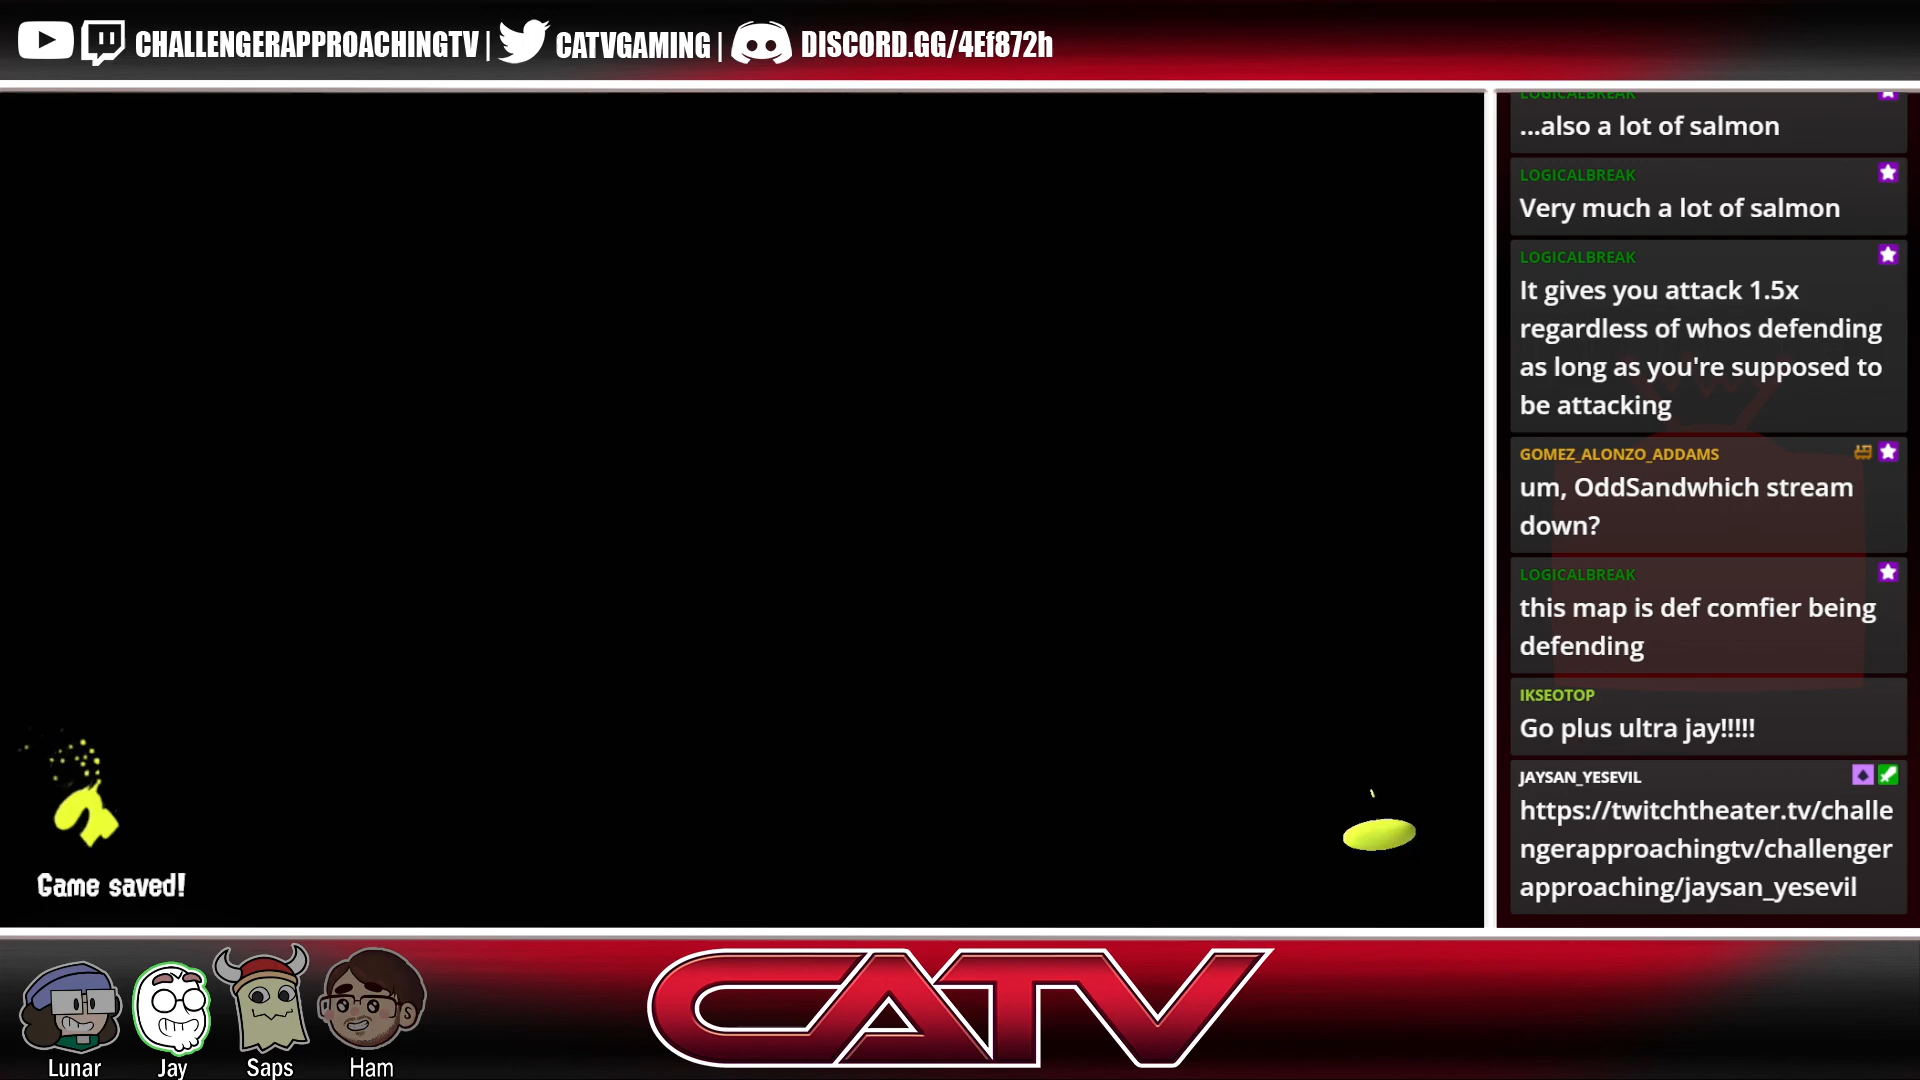 CHALLENGERAPPROACHINGTV | CATVGAMING | DISCORD.GG/4Ef872h
LOGICALBREAK
...also a lot of salmon
LOGICALBREAK
Very much a lot of salmon
LOGICALBREAK
It gives you attack 1.5x
regardless of whos defending
as long as you're supposed to
be attacking
GOMEZ_ALONZO_ADDAMS
um, OddSandwhich stream
down?
LOGICALBREAK
this map is def comfier being
defending
IKSEOTOP
Go plus ultra jay!!!!!
JAYSAN_YESEVIL
https://twitchtheater.tv/challe
ngerapproachingtv/challenger
approaching/jaysan_yesevil
Game saved!
CATV
Lunar
Jay
Saps
Ham